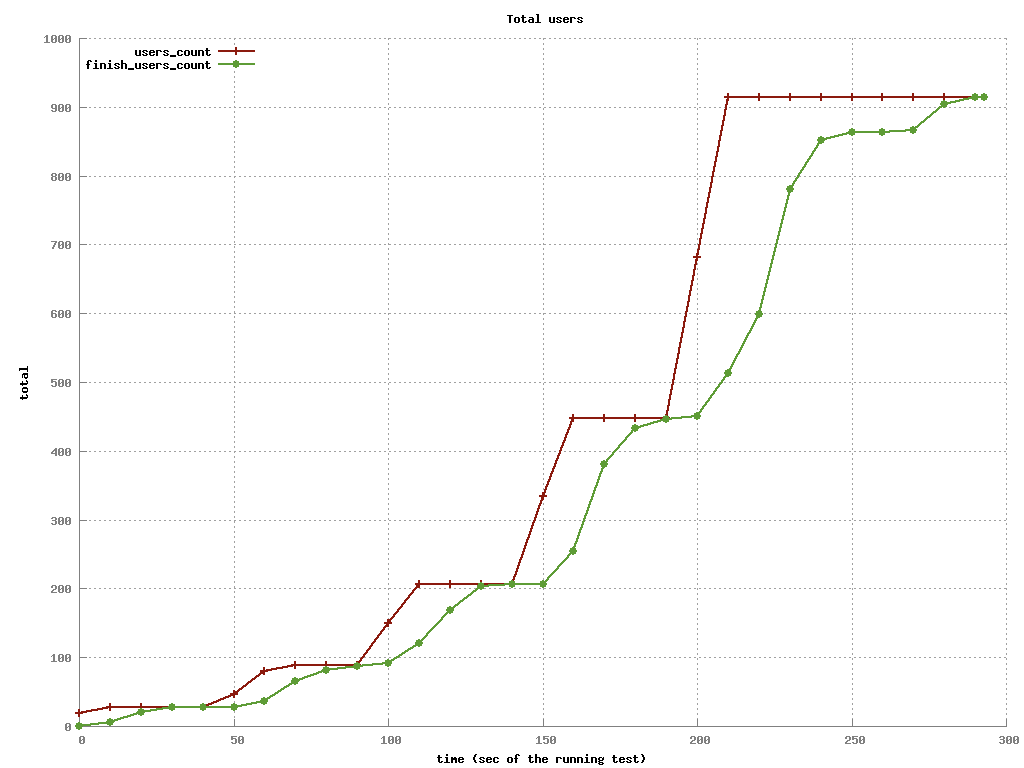 Total users
users_count
finish_users_count
1000
900
800
700
600
500
400
300
200
100
0
total
0 50 100 150 200 250 300
time (sec of the running test)